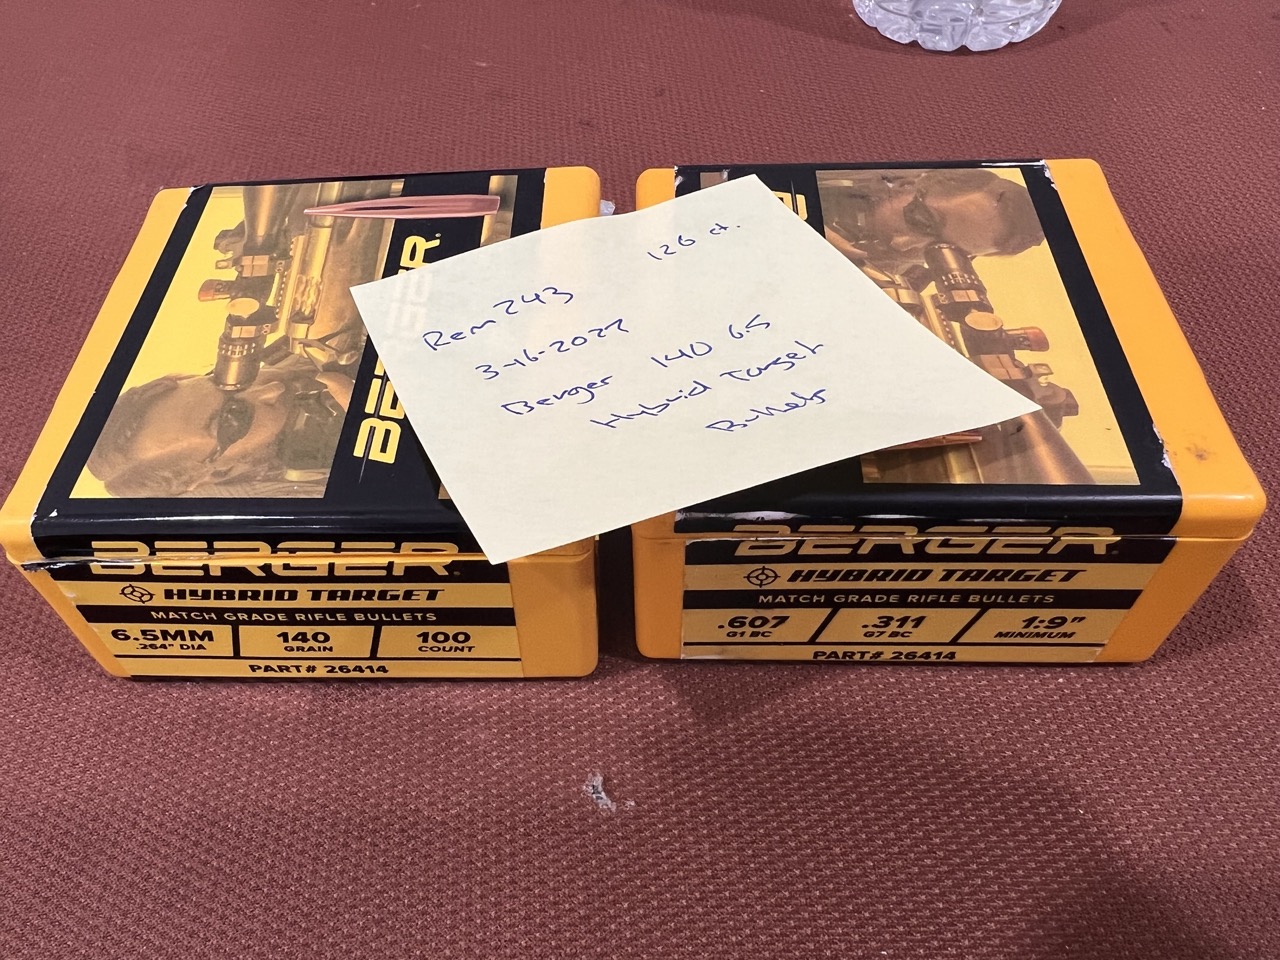 126 ct.
Rem 243
3-16-2022
Berger 140 6.5
Hybrid Target
Bullets
BERGER.
BERGER.
HYBRID TARGET
MATCH GRADE RIFLE BULLETS
6.5MM 140 100
.264" DIA GRAIN COUNT
PART# 26414
BERGER.
HYBRID TARGET
MATCH GRADE RIFLE BULLETS
.607 .311 1:9"
G1 BC G7 BC MINIMUM
PART# 26414